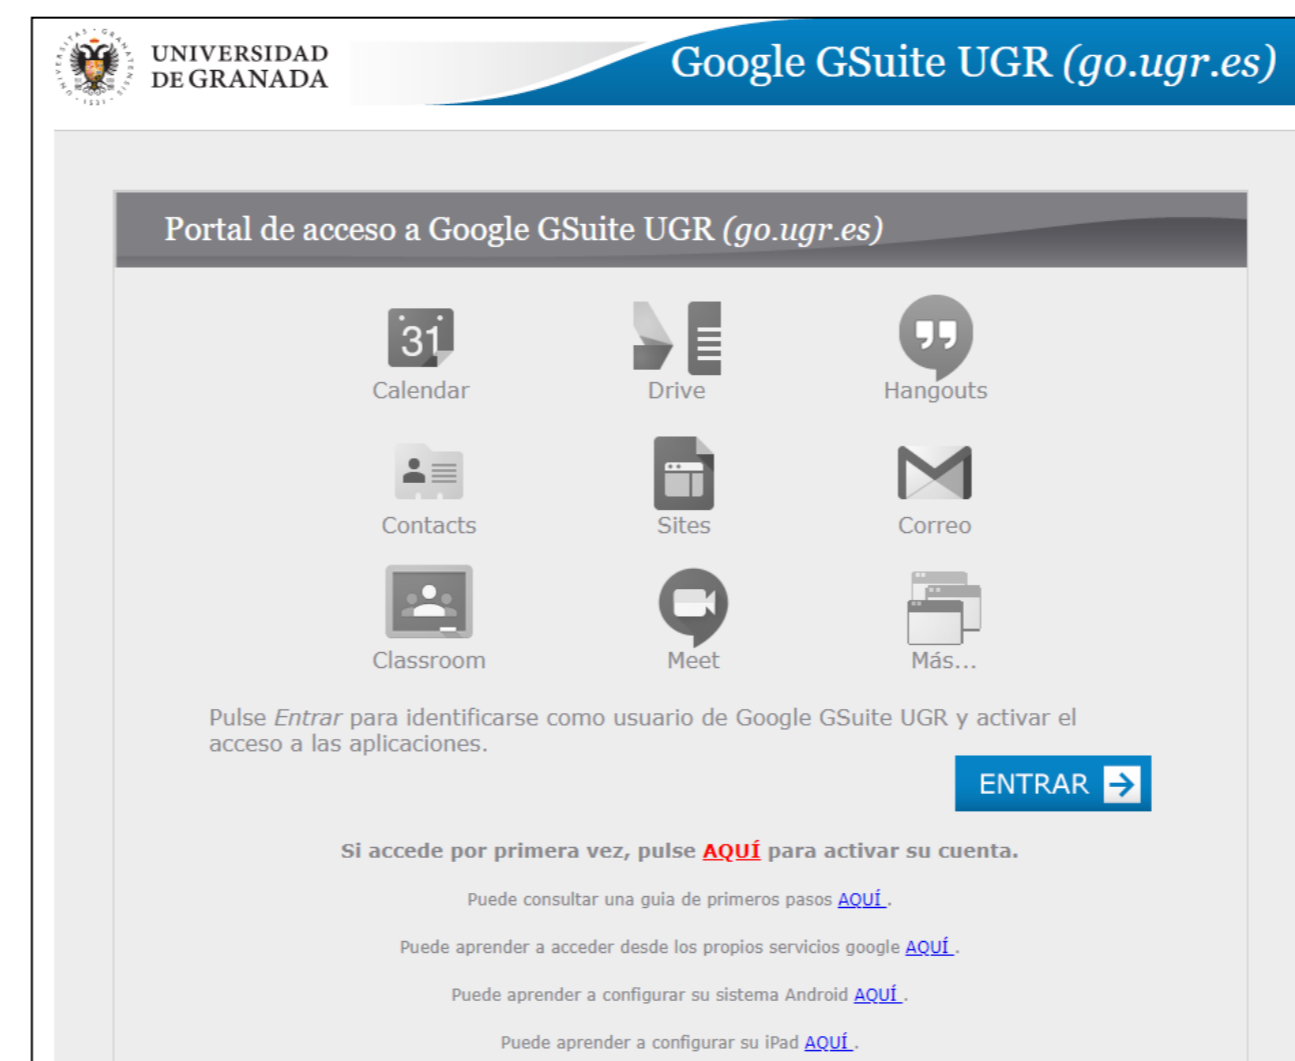 UNIVERSITAS GRANATENSIS 1531
UNIVERSIDAD
DE GRANADA
Google GSuite UGR (go.ugr.es)
Portal de acceso a Google GSuite UGR (go.ugr.es)
31
Calendar
Drive
Hangouts
Contacts
Sites
Correo
Classroom
Meet
Más...
Pulse Entrar para identificarse como usuario de Google GSuite UGR y activar el
acceso a las aplicaciones.
ENTRAR
Si accede por primera vez, pulse AQUÍ para activar su cuenta.
Puede consultar una guia de primeros pasos AQUÍ .
Puede aprender a acceder desde los propios servicios google AQUÍ .
Puede aprender a configurar su sistema Android AQUÍ .
Puede aprender a configurar su iPad AQUÍ .